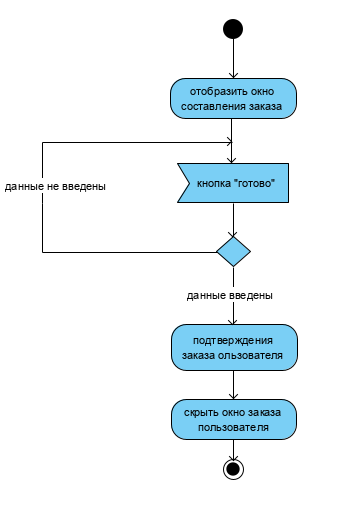 отобразить окно
составления заказа
кнопка "готово"
данные не введены
данные введены
подтверждения
заказа ользователя
скрыть окно заказа
пользователя